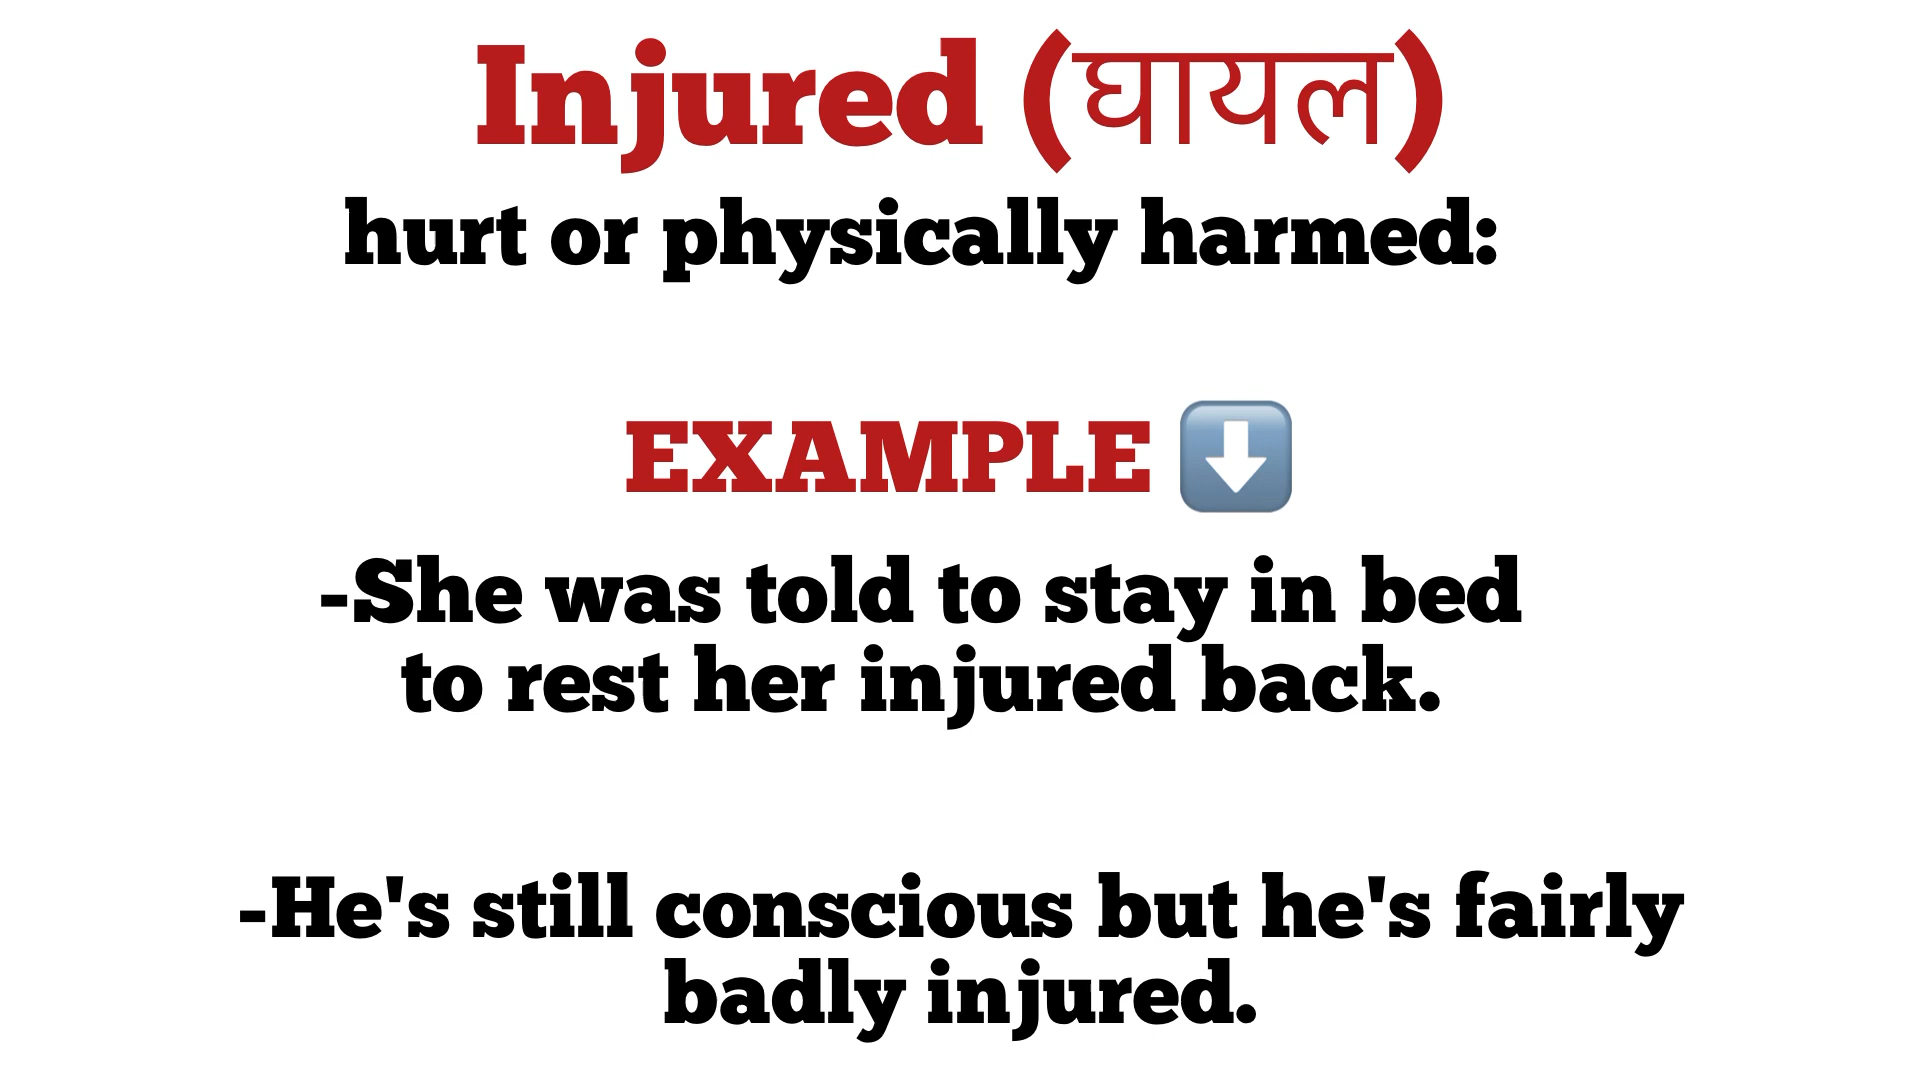 Injured (घायल)
hurt or physically harmed:
EXAMPLE ⬇️
-She was told to stay in bed
to rest her injured back.
-He's still conscious but he's fairly
badly injured.